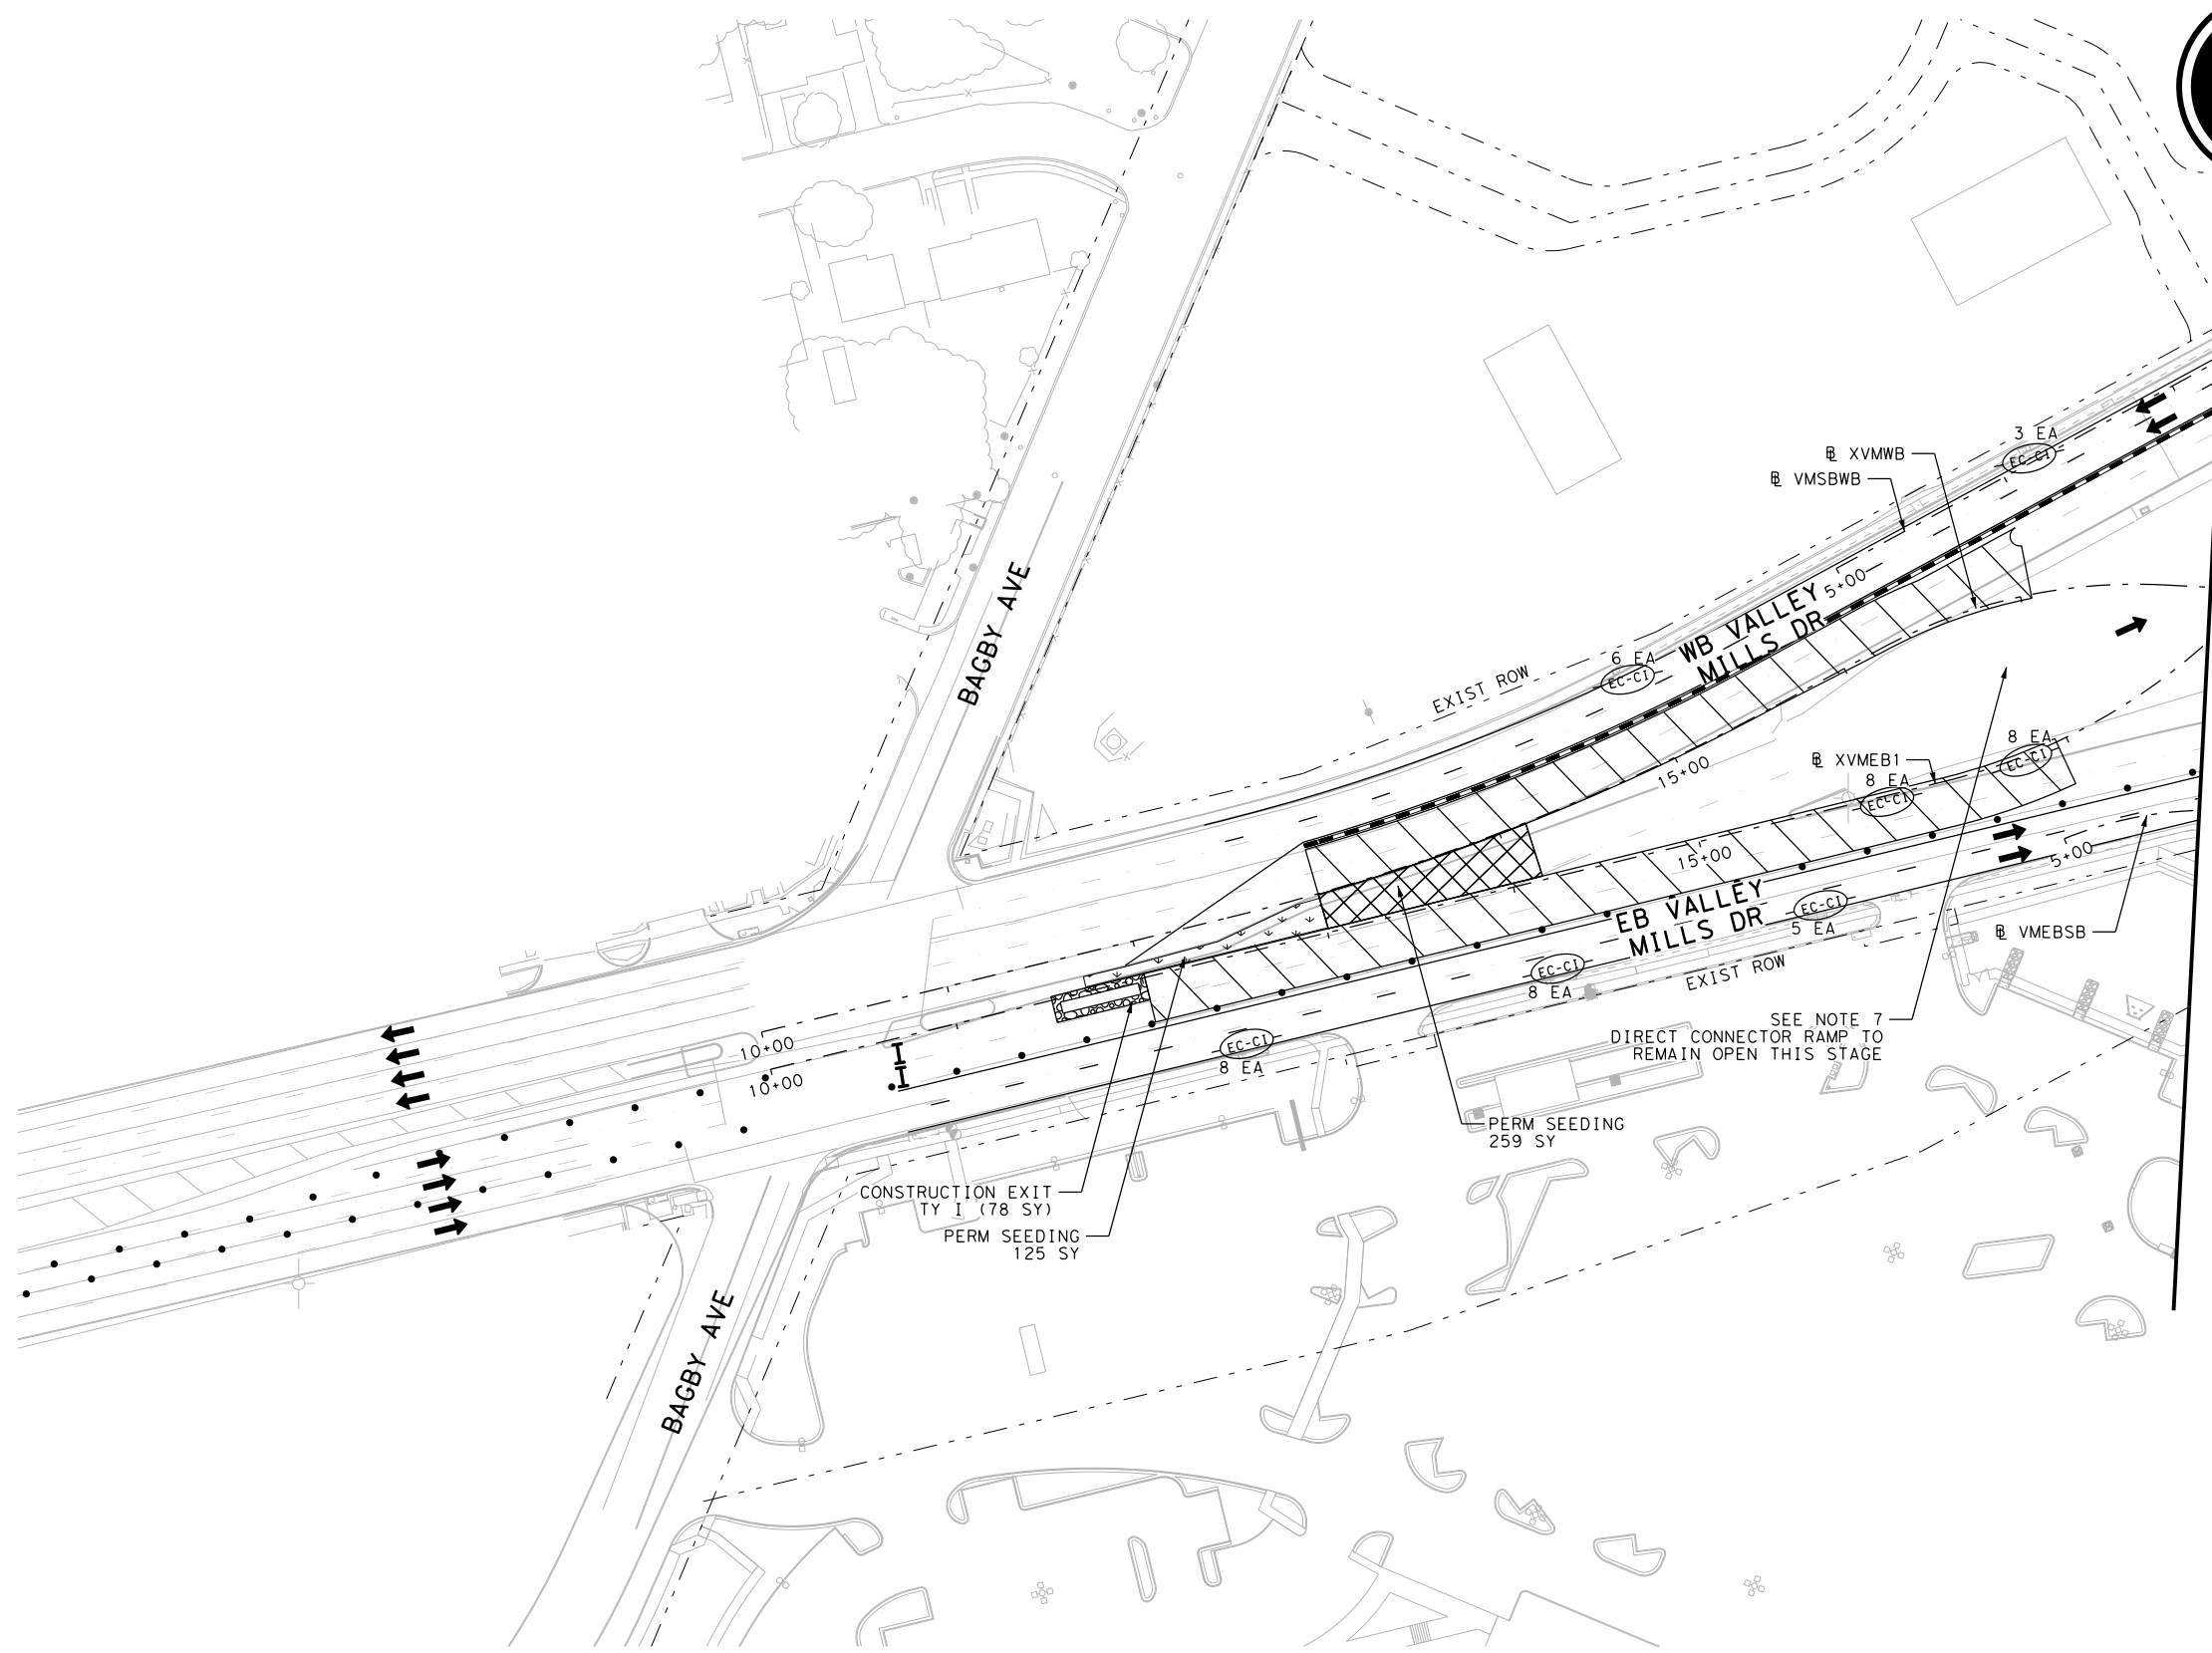 3 EA
EC-CI
℄ XVMWB
℄ VMSBWB
5+00
WB VALLEY
MILLS DR
BAGBY AVE
6 EA
EC-CI
EXIST ROW
8 EA
EC-CI
℄ XVMEB1
8 EA
EC-CI
15+00
15+00
5+00
EB VALLEY
MILLS DR
EC-CI
5 EA
℄ VMEBSB
EC-CI
8 EA
EXIST ROW
SEE NOTE 7
DIRECT CONNECTOR RAMP TO
REMAIN OPEN THIS STAGE
10+00
10+00
EC-CI
8 EA
PERM SEEDING
259 SY
CONSTRUCTION EXIT
TY I (78 SY)
PERM SEEDING
125 SY
BAGBY AVE